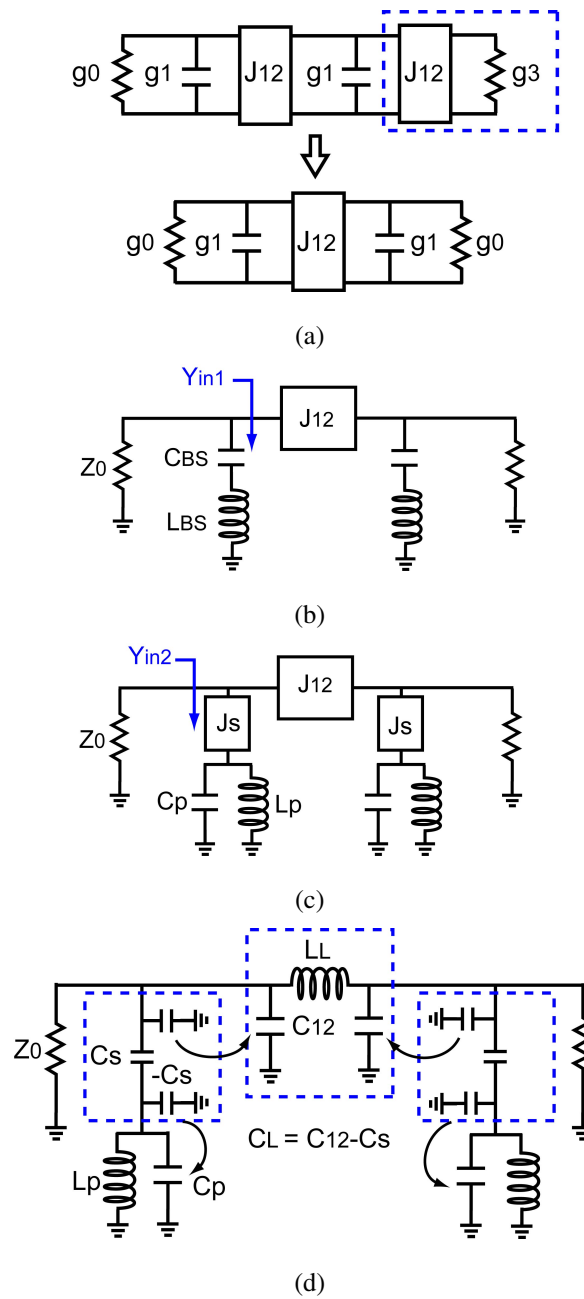 g0 g1 J12 g1 J12 g3
g0 g1 J12 g1 g0
(a)
Yin1
J12
Z0 CBS
LBS
(b)
Yin2
J12
Z0 Js Js
Cp Lp
(c)
LL
Z0 Cs C12
-Cs
CL = C12-Cs
Lp Cp
(d)